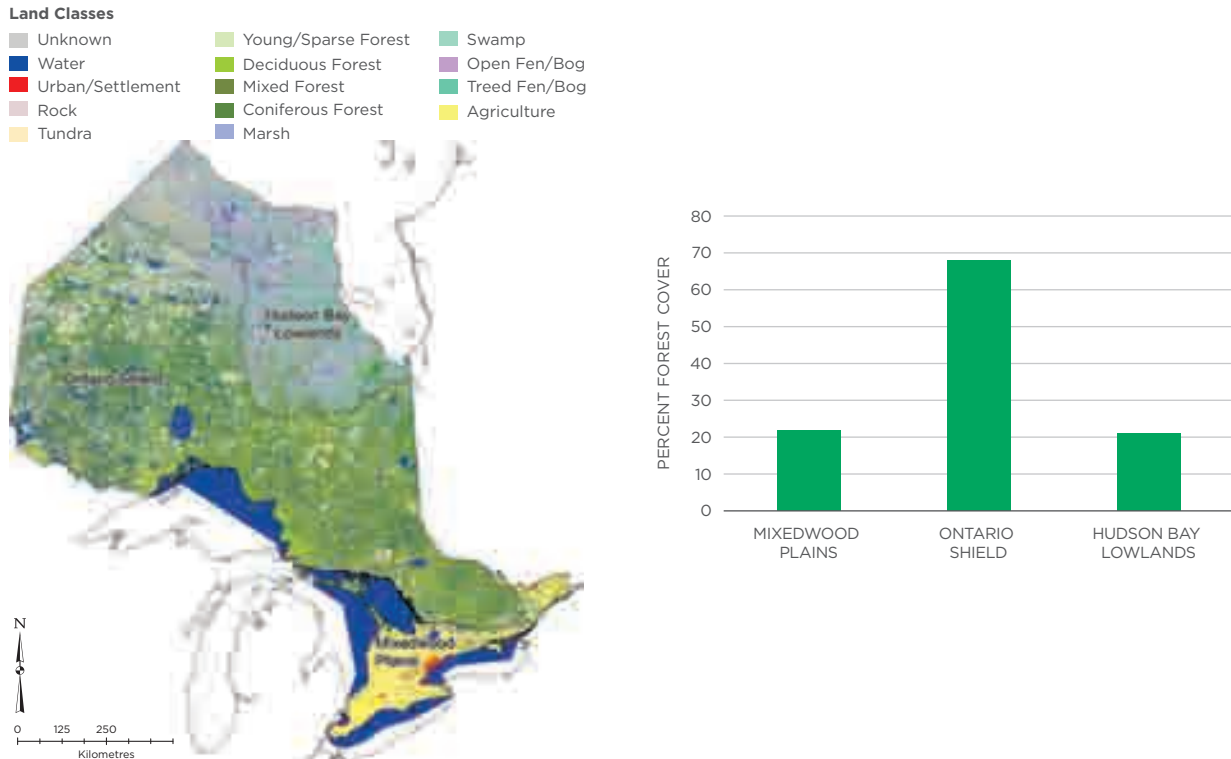 Land Classes
Unknown
Water
Urban/Settlement
Rock
Tundra
Young/Sparse Forest
Deciduous Forest
Mixed Forest
Coniferous Forest
Marsh
Swamp
Open Fen/Bog
Treed Fen/Bog
Agriculture
Hudson Bay
Lowlands
Ontario Shield
Mixedwood
Plains
N
0 125 250
Kilometres
PERCENT FOREST COVER
80
70
60
50
40
30
20
10
0
MIXEDWOOD
PLAINS
ONTARIO
SHIELD
HUDSON BAY
LOWLANDS